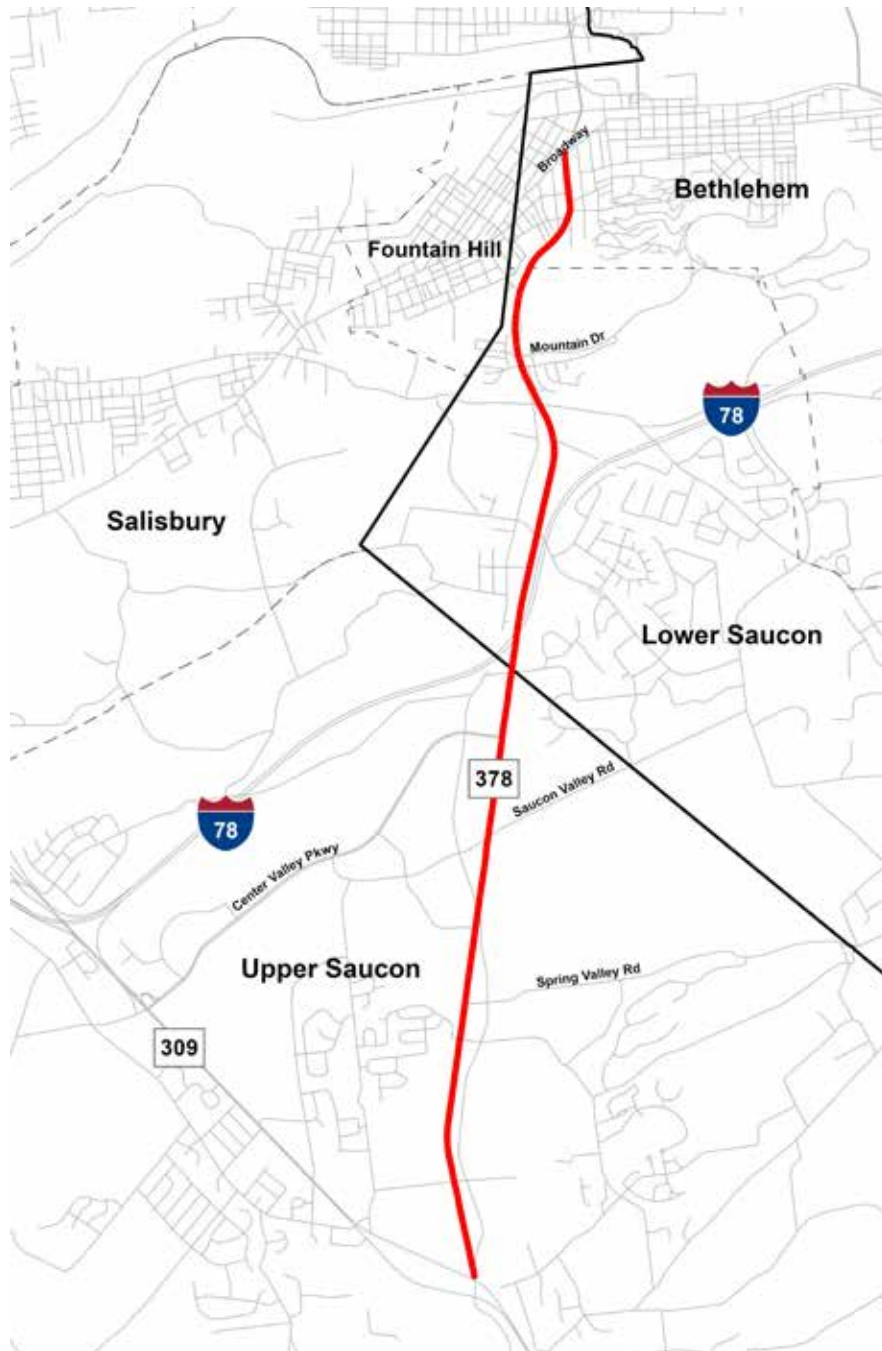 Broadway
Bethlehem
Fountain Hill
Mountain Dr
78
Salisbury
Lower Saucon
378
Saucon Valley Rd
78
Center Valley Pkwy
Upper Saucon
Spring Valley Rd
309